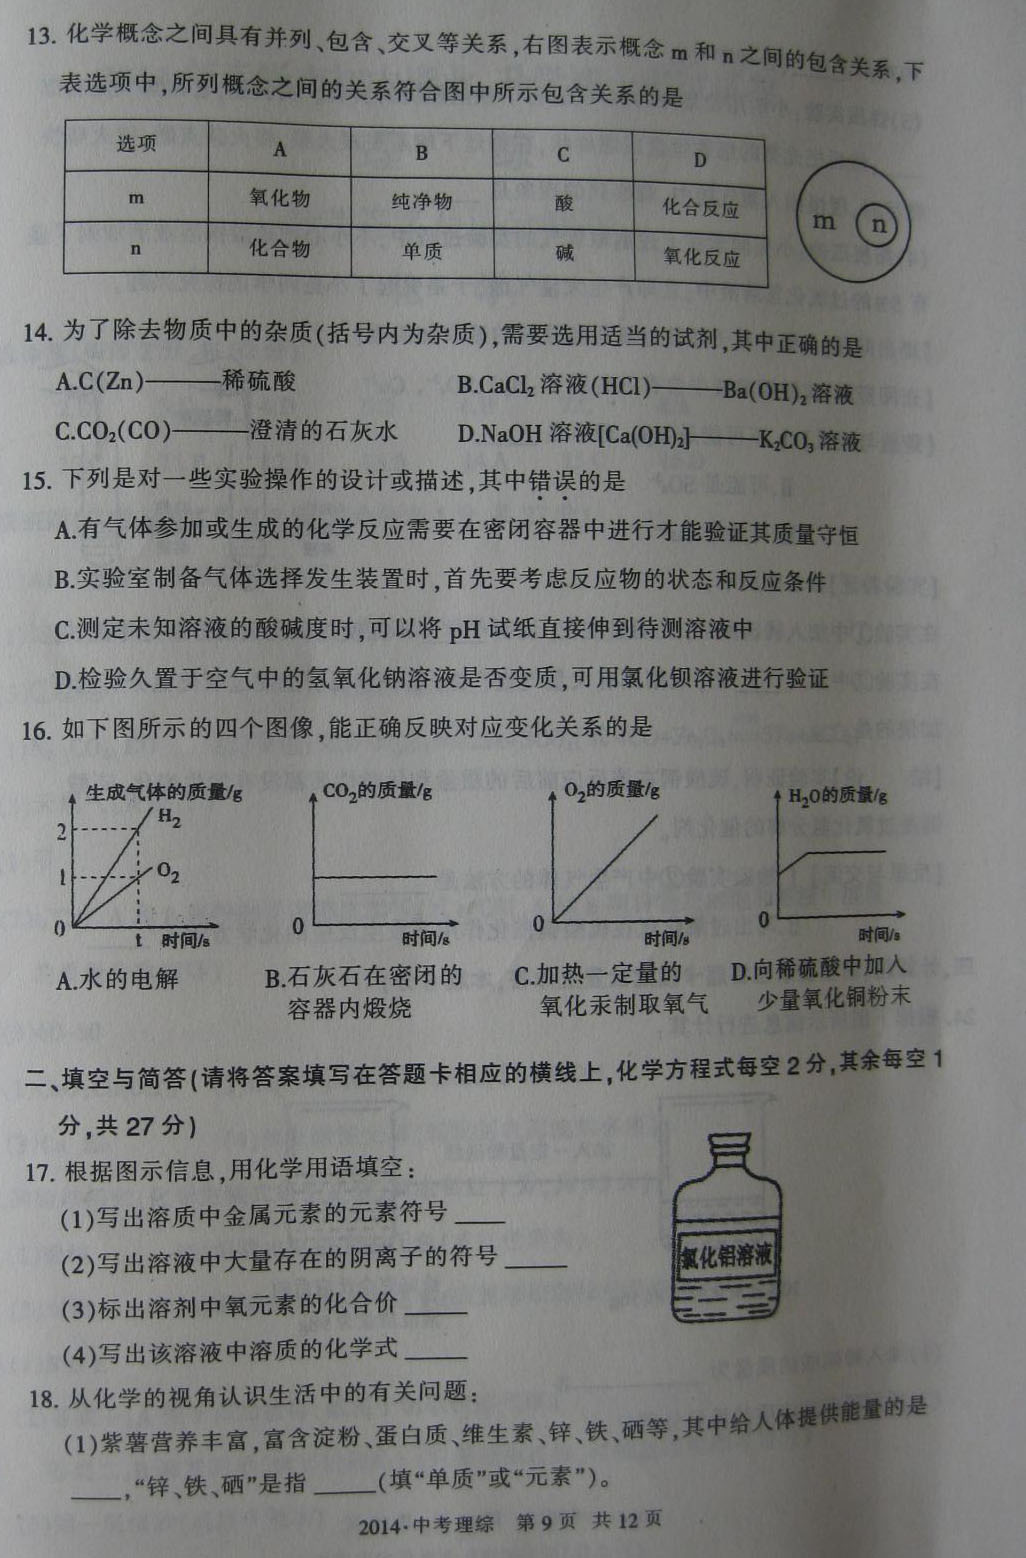 13. 化学概念之间具有并列、包含、交叉等关系,右图表示概念 m 和 n 之间的包含关系,下
表选项中,所列概念之间的关系符合图中所示包含关系的是
选项 A B C D
m 氧化物 纯净物 酸 化合反应
n 化合物 单质 碱 氧化反应
m n
14. 为了除去物质中的杂质(括号内为杂质),需要选用适当的试剂,其中正确的是
A.C(Zn)———稀硫酸 B.CaCl₂ 溶液(HCl)———Ba(OH)₂ 溶液
C.CO₂(CO)———澄清的石灰水 D.NaOH 溶液[Ca(OH)₂]———K₂CO₃ 溶液
15. 下列是对一些实验操作的设计或描述,其中错误的是
A.有气体参加或生成的化学反应需要在密闭容器中进行才能验证其质量守恒
B.实验室制备气体选择发生装置时,首先要考虑反应物的状态和反应条件
C.测定未知溶液的酸碱度时,可以将 pH 试纸直接伸到待测溶液中
D.检验久置于空气中的氢氧化钠溶液是否变质,可用氯化钡溶液进行验证
16. 如下图所示的四个图像,能正确反映对应变化关系的是
生成气体的质量/g CO₂的质量/g O₂的质量/g H₂O的质量/g
H₂
2
O₂
1
0 t 时间/s 0 时间/s 0 时间/s 0 时间/s
A.水的电解 B.石灰石在密闭的 C.加热一定量的 D.向稀硫酸中加入
容器内煅烧 氧化汞制取氧气 少量氧化铜粉末
二、填空与简答(请将答案填写在答题卡相应的横线上,化学方程式每空 2 分,其余每空 1
分,共 27 分)
17. 根据图示信息,用化学用语填空:
(1)写出溶质中金属元素的元素符号 ____
(2)写出溶液中大量存在的阴离子的符号 ____
(3)标出溶剂中氧元素的化合价 ____
(4)写出该溶液中溶质的化学式 ____
氯化铝溶液
18. 从化学的视角认识生活中的有关问题:
(1)紫薯营养丰富,富含淀粉、蛋白质、维生素、锌、铁、硒等,其中给人体提供能量的是
____,“锌、铁、硒”是指 ____(填“单质”或“元素”)。
2014·中考理综 第 9 页 共 12 页